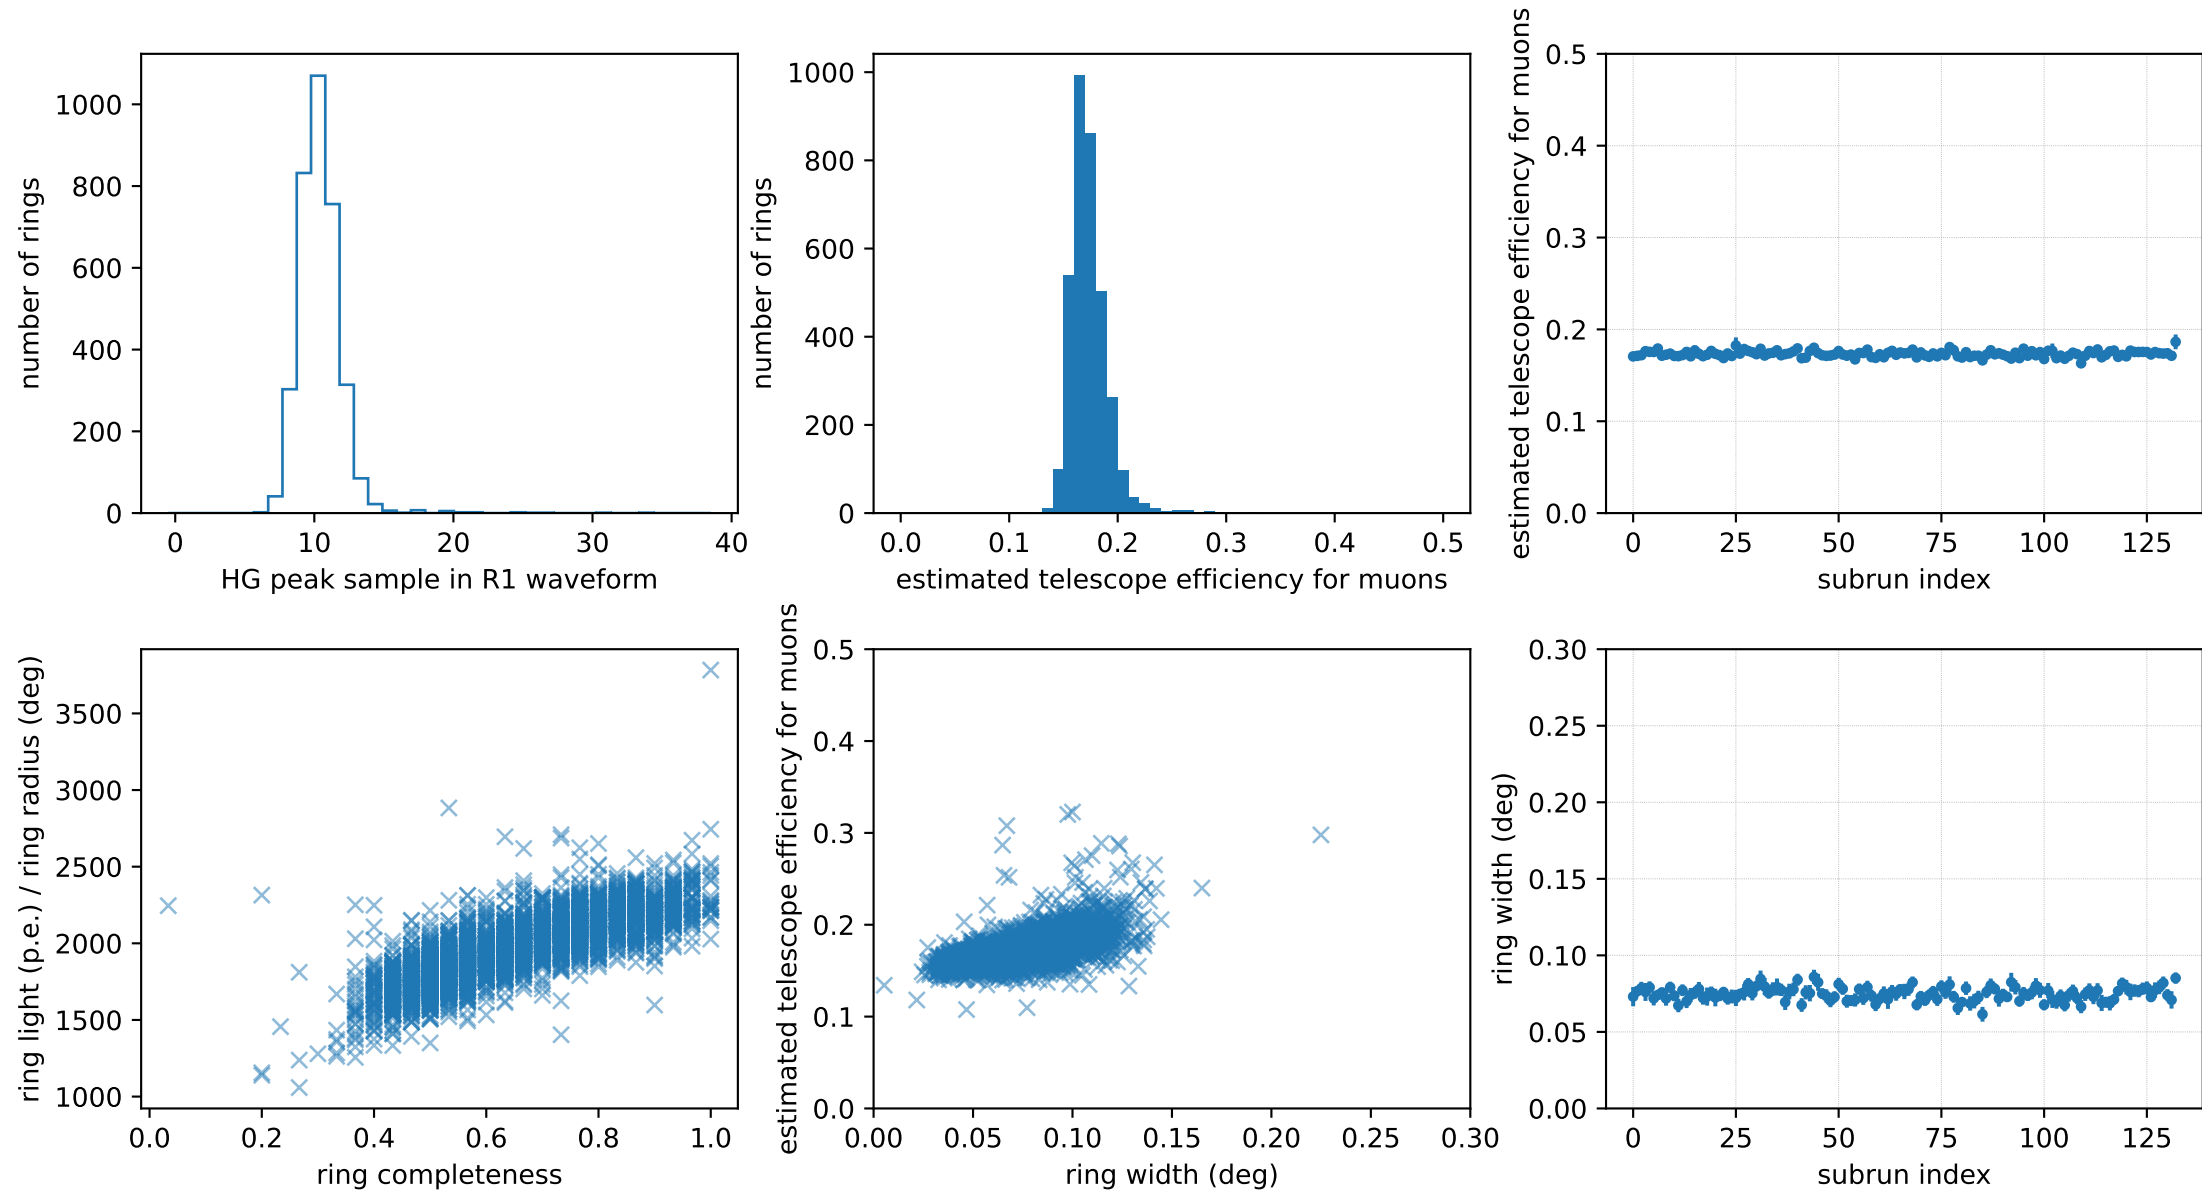 number of rings
1000
800
600
400
200
0
0 10 20 30 40
HG peak sample in R1 waveform
number of rings
1000
800
600
400
200
0
0.0 0.1 0.2 0.3 0.4 0.5
estimated telescope efficiency for muons
estimated telescope efficiency for muons
0.5
0.4
0.3
0.2
0.1
0.0
0 25 50 75 100 125
subrun index
ring light (p.e.) / ring radius (deg)
3500
3000
2500
2000
1500
1000
0.0 0.2 0.4 0.6 0.8 1.0
ring completeness
estimated telescope efficiency for muons
0.5
0.4
0.3
0.2
0.1
0.0
0.00 0.05 0.10 0.15 0.20 0.25 0.30
ring width (deg)
ring width (deg)
0.30
0.25
0.20
0.15
0.10
0.05
0.00
0 25 50 75 100 125
subrun index